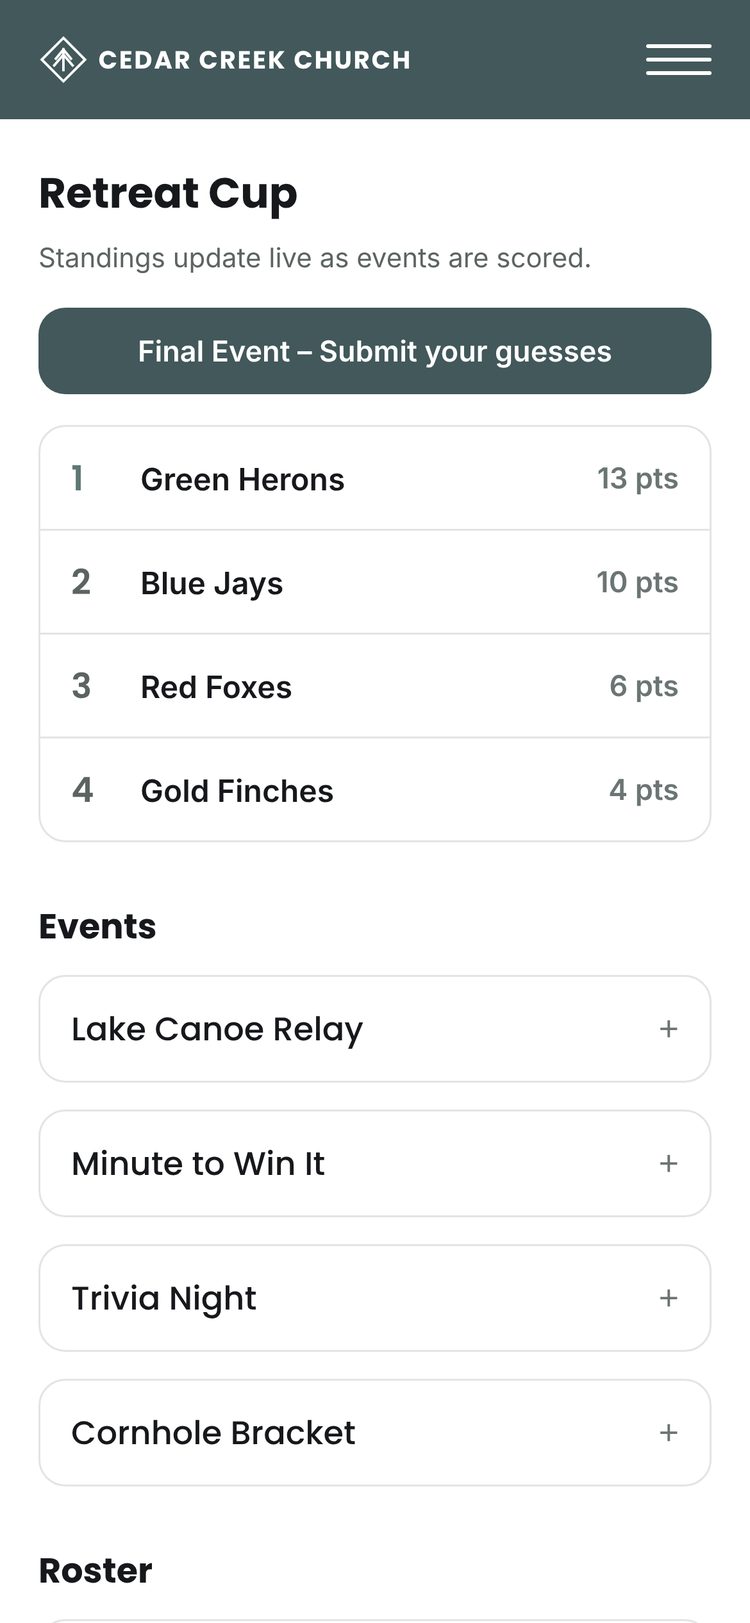 CEDAR CREEK CHURCH
Retreat Cup
Standings update live as events are scored.
Final Event – Submit your guesses
1 Green Herons 13 pts
2 Blue Jays 10 pts
3 Red Foxes 6 pts
4 Gold Finches 4 pts
Events
Lake Canoe Relay +
Minute to Win It +
Trivia Night +
Cornhole Bracket +
Roster